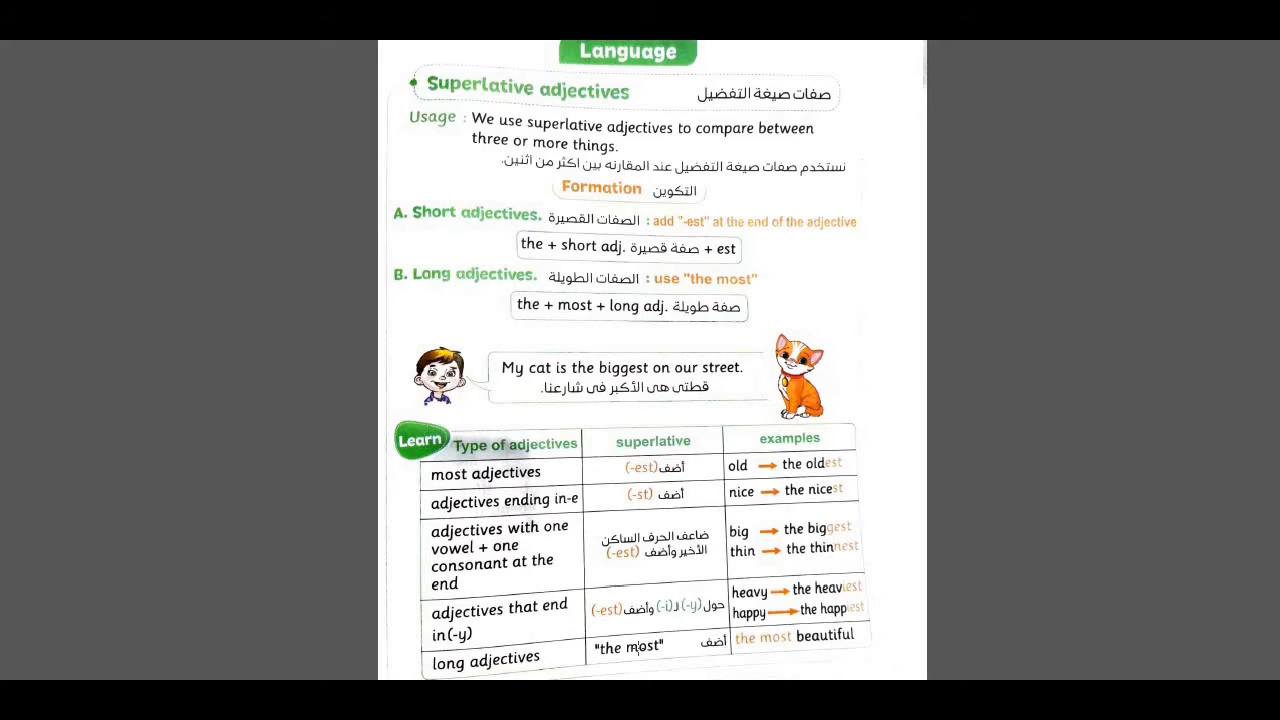 Language
Superlative adjectives صفات صيغة التفضيل
Usage : We use superlative adjectives to compare between
three or more things.
نستخدم صفات صيغة التفضيل عند المقارنه بين اكثر من اثنين.
Formation التكوين
A. Short adjectives. الصفات القصيرة : add "-est" at the end of the adjective
the + short adj. صفة قصيرة + est
B. Long adjectives. الصفات الطويلة : use "the most"
the + most + long adj. صفة طويلة
My cat is the biggest on our street.
قطتى هى الأكبر فى شارعنا.
Learn
Type of adjectives superlative examples
most adjectives أضف (-est) old → the oldest
adjectives ending in-e أضف (-st) nice → the nicest
adjectives with one
vowel + one
consonant at the
end
ضاعف الحرف الساكن
الأخير وأضف (-est)
big → the biggest
thin → the thinnest
adjectives that end
in (-y)
حول (-y) لـ (-i) وأضف (-est)
heavy → the heaviest
happy → the happiest
long adjectives أضف "the most" the most beautiful